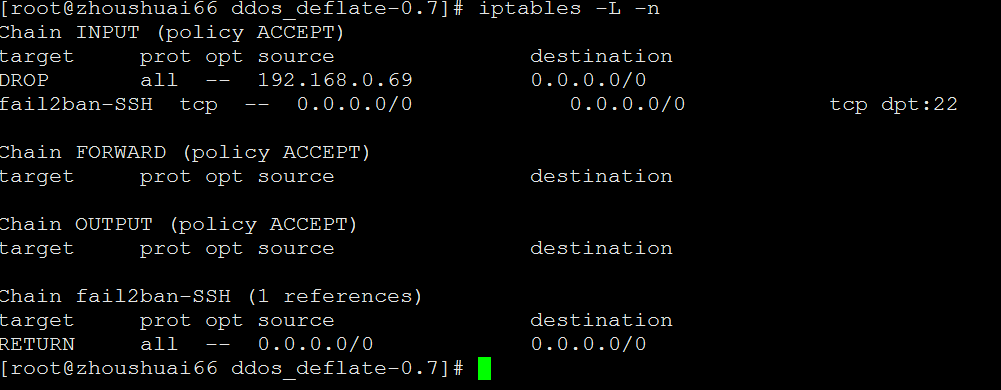 [root@zhoushuai66 ddos_deflate-0.7]# iptables -L -n
Chain INPUT (policy ACCEPT)
target     prot opt source               destination
DROP       all  --  192.168.0.69         0.0.0.0/0
fail2ban-SSH  tcp  --  0.0.0.0/0            0.0.0.0/0           tcp dpt:22
Chain FORWARD (policy ACCEPT)
target     prot opt source               destination
Chain OUTPUT (policy ACCEPT)
target     prot opt source               destination
Chain fail2ban-SSH (1 references)
target     prot opt source               destination
RETURN     all  --  0.0.0.0/0            0.0.0.0/0
[root@zhoushuai66 ddos_deflate-0.7]#